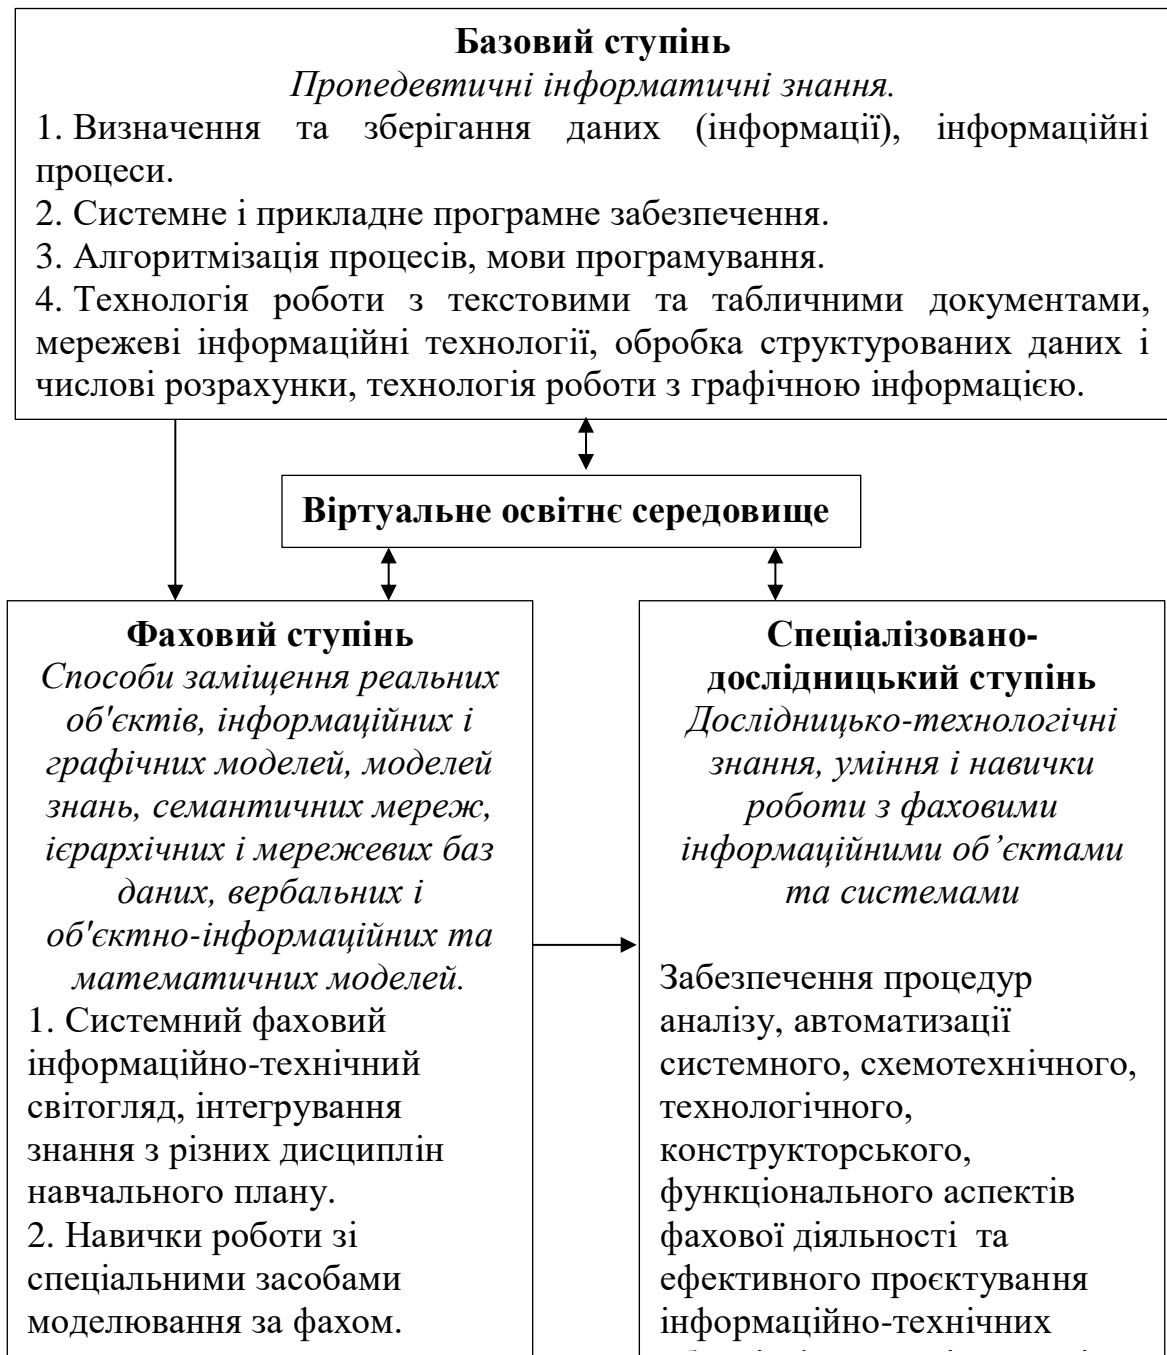 Базовий ступінь
Пропедевтичні інформатичні знання.
1. Визначення та зберігання даних (інформації), інформаційні
процеси.
2. Системне і прикладне програмне забезпечення.
3. Алгоритмізація процесів, мови програмування.
4. Технологія роботи з текстовими та табличними документами,
мережеві інформаційні технології, обробка структурованих даних і
числові розрахунки, технологія роботи з графічною інформацією.
Віртуальне освітнє середовище
Фаховий ступінь
Способи заміщення реальних
об'єктів, інформаційних і
графічних моделей, моделей
знань, семантичних мереж,
ієрархічних і мережевих баз
даних, вербальних і
об'єктно-інформаційних та
математичних моделей.
1. Системний фаховий
інформаційно-технічний
світогляд, інтегрування
знання з різних дисциплін
навчального плану.
2. Навички роботи зі
спеціальними засобами
моделювання за фахом.
Спеціалізовано-
дослідницький ступінь
Дослідницько-технологічні
знання, уміння і навички
роботи з фаховими
інформаційними об’єктами
та системами
Забезпечення процедур
аналізу, автоматизації
системного, схемотехнічного,
технологічного,
конструкторського,
функціонального аспектів
фахової діяльності та
ефективного проєктування
інформаційно-технічних